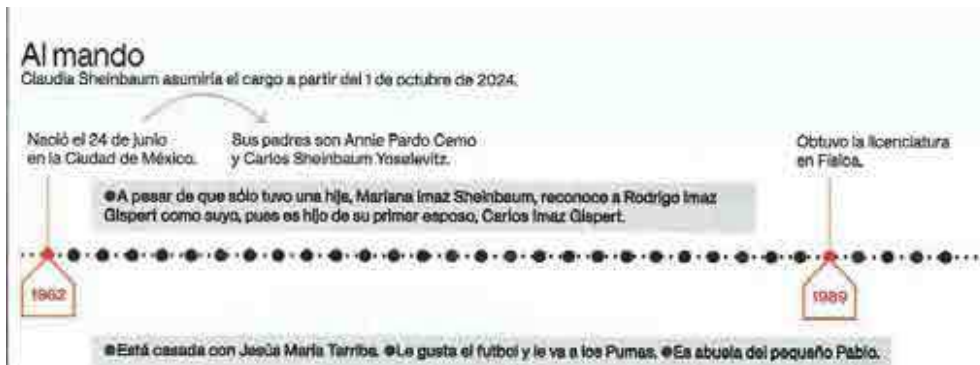 Al mando
Claudia Sheinbaum asumiría el cargo a partir del 1 de octubre de 2024.
Nació el 24 de junio
en la Ciudad de México.
Sus padres son Annie Pardo Cemo
y Carlos Sheinbaum Yoselevitz.
Obtuvo la licenciatura
en Física.
●A pesar de que sólo tuvo una hija, Mariana Imaz Sheinbaum, reconoce a Rodrigo Imaz
Gispert como suyo, pues es hijo de su primer esposo, Carlos Imaz Gispert.
1962
1989
●Está casada con Jesús María Tarriba. ●Le gusta el futbol y le va a los Pumas. ●Es abuela del pequeño Pablo.